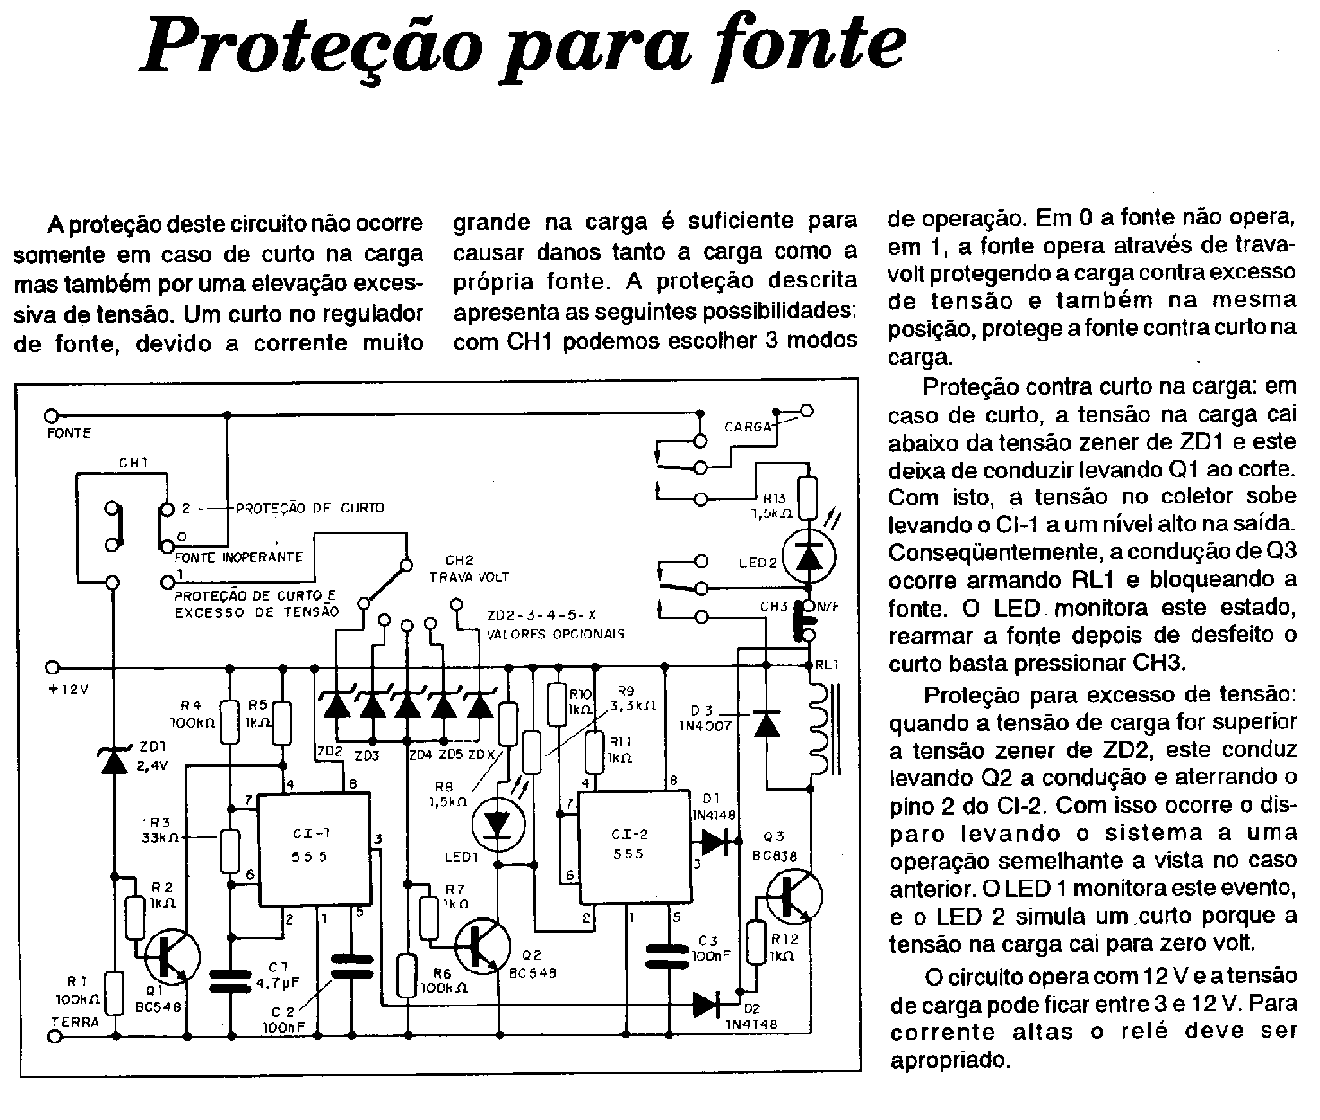 Proteção para fonte
A proteção deste circuito não ocorre
somente em caso de curto na carga
mas também por uma elevação exces-
siva de tensão. Um curto no regulador
de fonte, devido a corrente muito
grande na carga é suficiente para
causar danos tanto a carga como a
própria fonte. A proteção descrita
apresenta as seguintes possibilidades:
com CH1 podemos escolher 3 modos
de operação. Em 0 a fonte não opera,
em 1, a fonte opera através de trava-
volt protegendo a carga contra excesso
de tensão e também na mesma
posição, protege a fonte contra curto na
carga.
Proteção contra curto na carga: em
caso de curto, a tensão na carga cai
abaixo da tensão zener de ZD1 e este
deixa de conduzir levando Q1 ao corte.
Com isto, a tensão no coletor sobe
levando o CI-1 a um nível alto na saída.
Conseqüentemente, a condução de Q3
ocorre armando RL1 e bloqueando a
fonte. O LED monitora este estado,
rearmar a fonte depois de desfeito o
curto basta pressionar CH3.
Proteção para excesso de tensão:
quando a tensão de carga for superior
a tensão zener de ZD2, este conduz
levando Q2 a condução e aterrando o
pino 2 do CI-2. Com isso ocorre o dis-
paro levando o sistema a uma
operação semelhante a vista no caso
anterior. O LED 1 monitora este evento,
e o LED 2 simula um curto porque a
tensão na carga cai para zero volt.
O circuito opera com 12 V e a tensão
de carga pode ficar entre 3 e 12 V. Para
corrente altas o relé deve ser
apropriado.
FONTE
CARGA
CH1
2
PROTEÇÃO DE CURTO
0
FONTE INOPERANTE
1
PROTEÇÃO DE CURTO E
EXCESSO DE TENSÃO
CH2
TRAVA VOLT
ZD2-3-4-5-X
VALORES OPCIONAIS
R13
1,5kΩ
LED2
CH3
N/F
RL1
+12V
R4
100kΩ
R5
1kΩ
ZD1
2,4V
ZD2
ZD3
ZD4
ZD5
ZDX
R10
1kΩ
R9
3,3kΩ
R11
1kΩ
D3
1N4007
R8
1,5kΩ
LED1
R3
33kΩ
7
4
8
CI-1
555
3
6
2
1
5
7
4
8
CI-2
555
3
6
2
1
5
D1
1N4148
Q3
BC838
R2
1kΩ
R7
1kΩ
R1
100kΩ
Q1
BC548
C1
4,7µF
C2
100nF
R6
100kΩ
Q2
BC548
C3
100nF
R12
1kΩ
D2
1N4148
TERRA